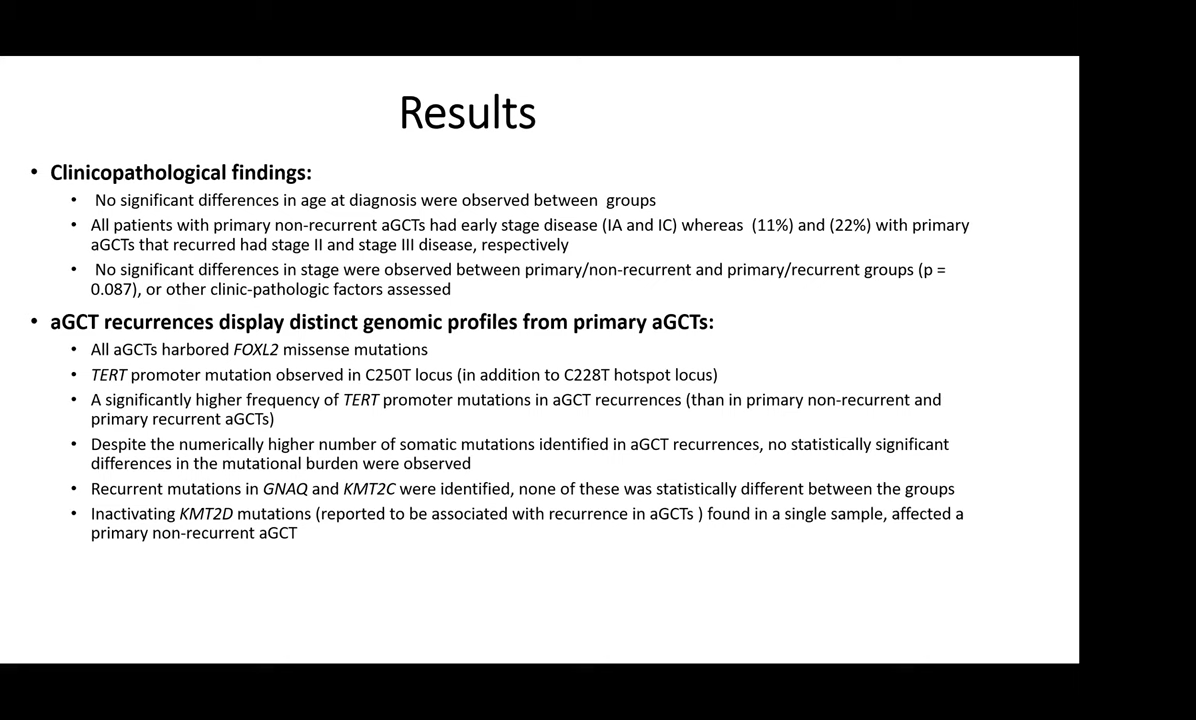 Results
• Clinicopathological findings:
• No significant differences in age at diagnosis were observed between groups
• All patients with primary non-recurrent aGCTs had early stage disease (IA and IC) whereas (11%) and (22%) with primary
aGCTs that recurred had stage II and stage III disease, respectively
• No significant differences in stage were observed between primary/non-recurrent and primary/recurrent groups (p =
0.087), or other clinic-pathologic factors assessed
• aGCT recurrences display distinct genomic profiles from primary aGCTs:
• All aGCTs harbored FOXL2 missense mutations
• TERT promoter mutation observed in C250T locus (in addition to C228T hotspot locus)
• A significantly higher frequency of TERT promoter mutations in aGCT recurrences (than in primary non-recurrent and
primary recurrent aGCTs)
• Despite the numerically higher number of somatic mutations identified in aGCT recurrences, no statistically significant
differences in the mutational burden were observed
• Recurrent mutations in GNAQ and KMT2C were identified, none of these was statistically different between the groups
• Inactivating KMT2D mutations (reported to be associated with recurrence in aGCTs ) found in a single sample, affected a
primary non-recurrent aGCT